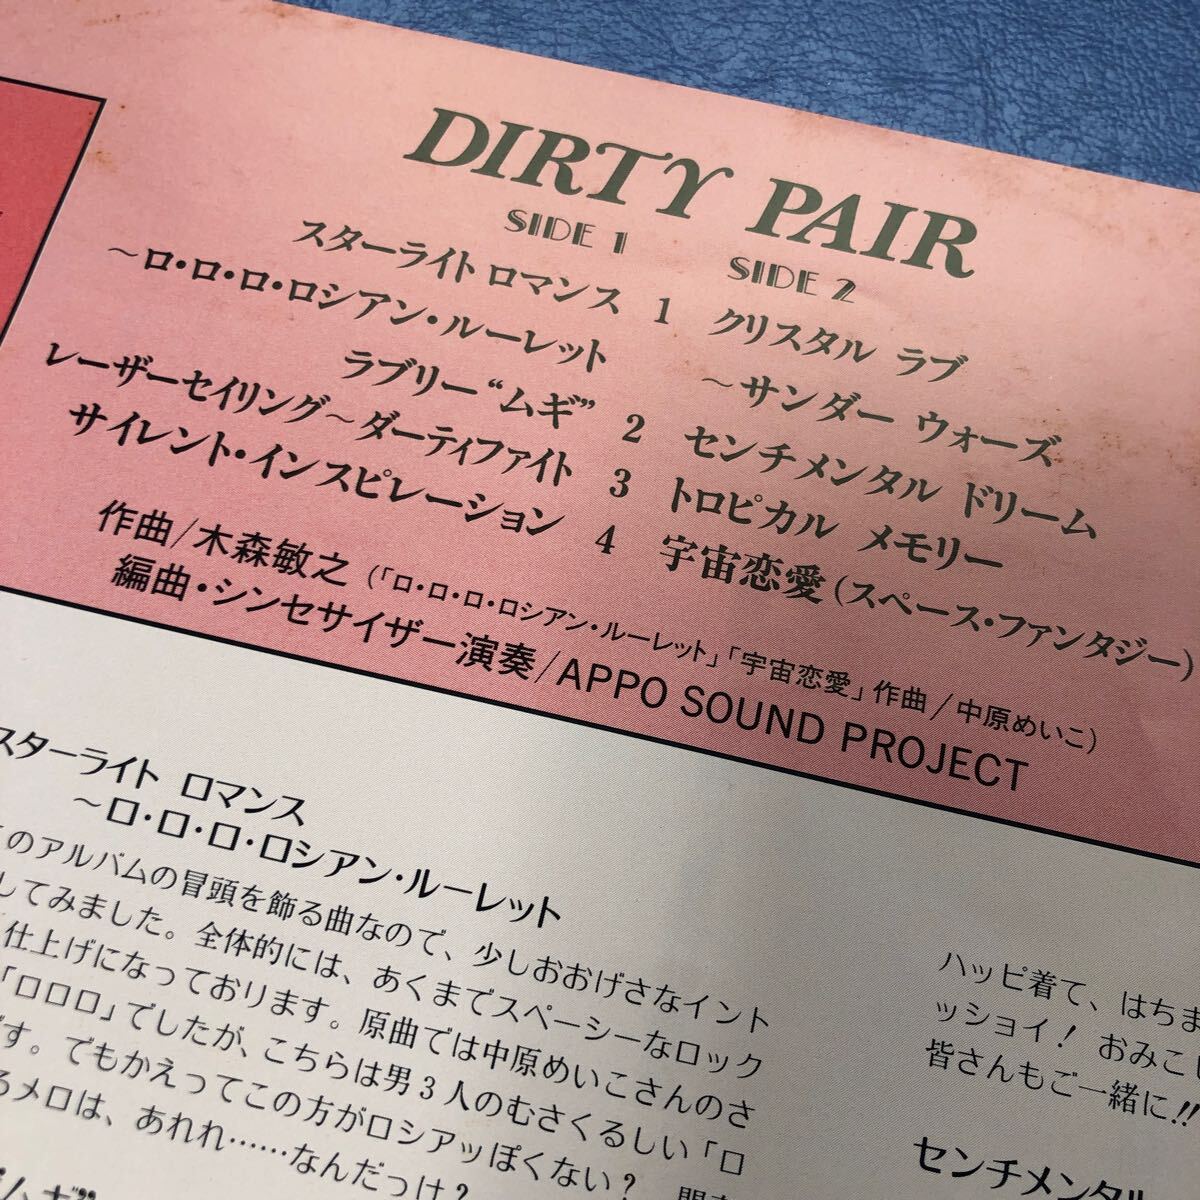 DIRTY PAIR
SIDE 1
SIDE 2
スターライト ロマンス 1 クリスタル ラブ
～ロ・ロ・ロ・ロシアン・ルーレット ～サンダー ウォーズ
ラブリー“ムギ” 2 センチメンタル ドリーム
レーザーセイリング～ダーティファイト 3 トロピカル メモリー
サイレント・インスピレーション 4 宇宙恋愛(スペース・ファンタジー)
作曲/木森敏之(「ロ・ロ・ロ・ロシアン・ルーレット」「宇宙恋愛」作曲/中原めいこ)
編曲・シンセサイザー演奏/APPO SOUND PROJECT
スターライト ロマンス
～ロ・ロ・ロ・ロシアン・ルーレット
のアルバムの冒頭を飾る曲なので、少しおおげさなイント
してみました。全体的には、あくまでスペーシーなロック
仕上げになっております。原曲では中原めいこさんのさ
「ロロロ」でしたが、こちらは男3人のむさくるしい「ロ
す。でもかえってこの方がロシアッぽくない?
メロは、あれれ……なんだっけ?
ハッピ着て、はちま
ッショイ! おみこし
皆さんもご一緒に!!
センチメンタル